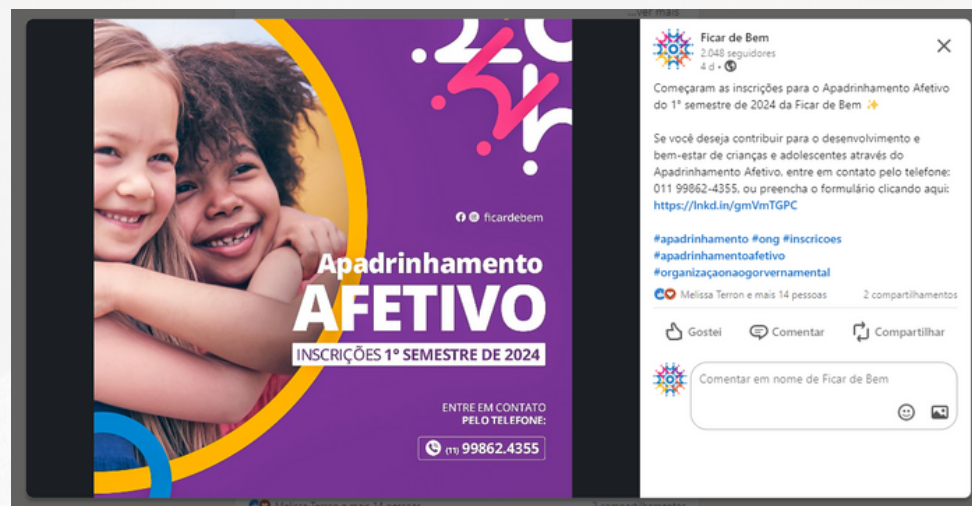 ...ver mais
ficardebem
Apadrinhamento
AFETIVO
INSCRIÇÕES 1º SEMESTRE DE 2024
ENTRE EM CONTATO
PELO TELEFONE:
(11) 99862.4355
Ficar de Bem
2.048 seguidores
4 d •
Começaram as inscrições para o Apadrinhamento Afetivo
do 1º semestre de 2024 da Ficar de Bem ✨
Se você deseja contribuir para o desenvolvimento e
bem-estar de crianças e adolescentes através do
Apadrinhamento Afetivo, entre em contato pelo telefone:
011 99862-4355, ou preencha o formulário clicando aqui:
https://lnkd.in/gmVmTGPC
#apadrinhamento #ong #inscricoes
#apadrinhamentoafetivo
#organizaçaonaogorvernamental
Melissa Terron e mais 14 pessoas 2 compartilhamentos
Gostei Comentar Compartilhar
Comentar em nome de Ficar de Bem